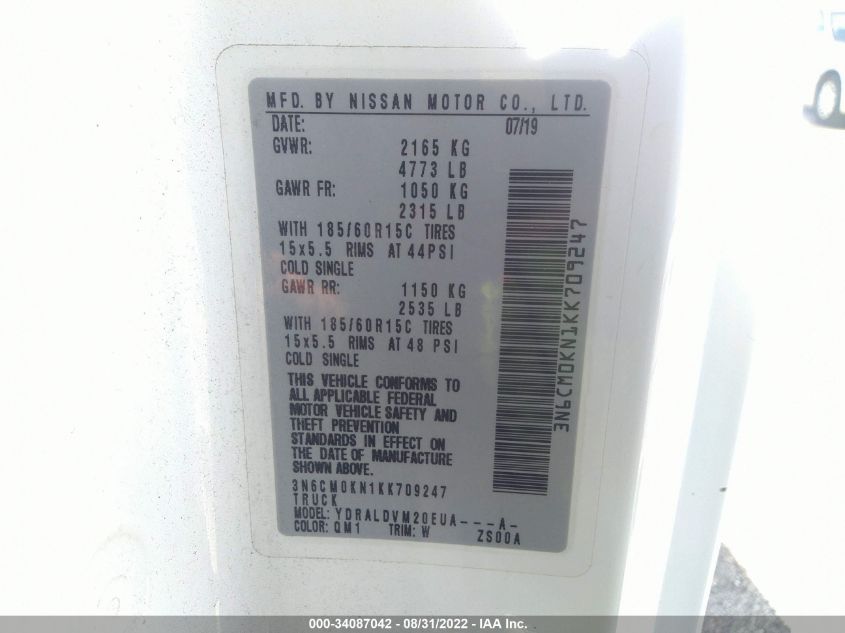 MFD. BY NISSAN MOTOR CO., LTD.
DATE: 07/19
GVWR: 2165 KG
4773 LB
GAWR FR: 1050 KG
2315 LB
WITH 185/60R15C TIRES
15x5.5 RIMS AT 44PSI
COLD SINGLE
GAWR RR: 1150 KG
2535 LB
WITH 185/60R15C TIRES
15x5.5 RIMS AT 48 PSI
COLD SINGLE
THIS VEHICLE CONFORMS TO
ALL APPLICABLE FEDERAL
MOTOR VEHICLE SAFETY AND
THEFT PREVENTION
STANDARDS IN EFFECT ON
THE DATE OF MANUFACTURE
SHOWN ABOVE.
3N6CM0KN1KK709247
TRUCK
MODEL: YDRALDVM20EUA---A-
COLOR: QM1 TRIM: W ZS00A
3N6CM0KN1KK709247
000-34087042 - 08/31/2022 - IAA Inc.